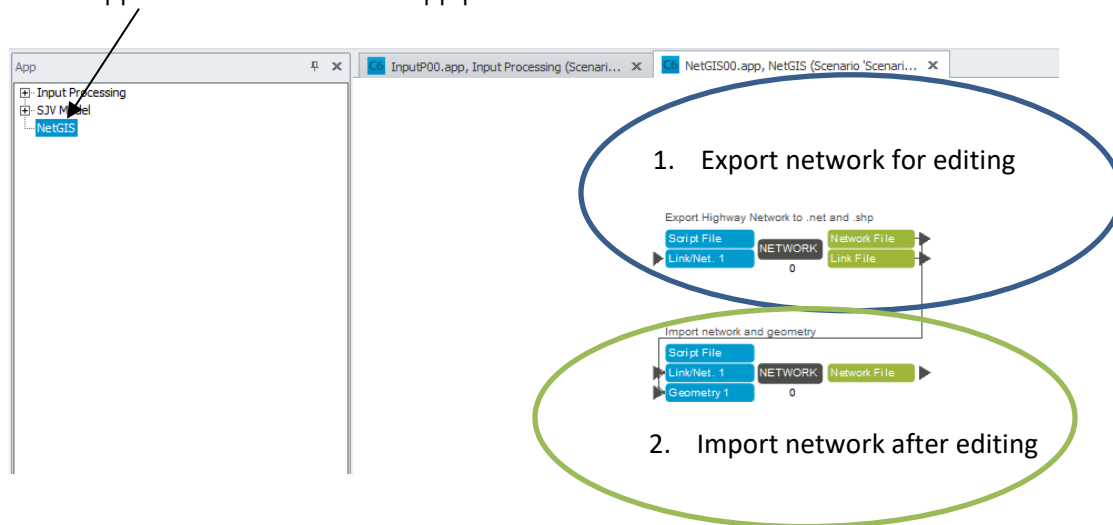 App
Input Processing
SJV Model
NetGIS
C6 InputP00.app, Input Processing (Scenari...
C6 NetGIS00.app, NetGIS (Scenario 'Scenari...
1. Export network for editing
Export Highway Network to .net and .shp
Script File
Network File
NETWORK
Link/Net. 1
Link File
0
Import network and geometry
Script File
Link/Net. 1
NETWORK
Network File
Geometry 1
0
2. Import network after editing